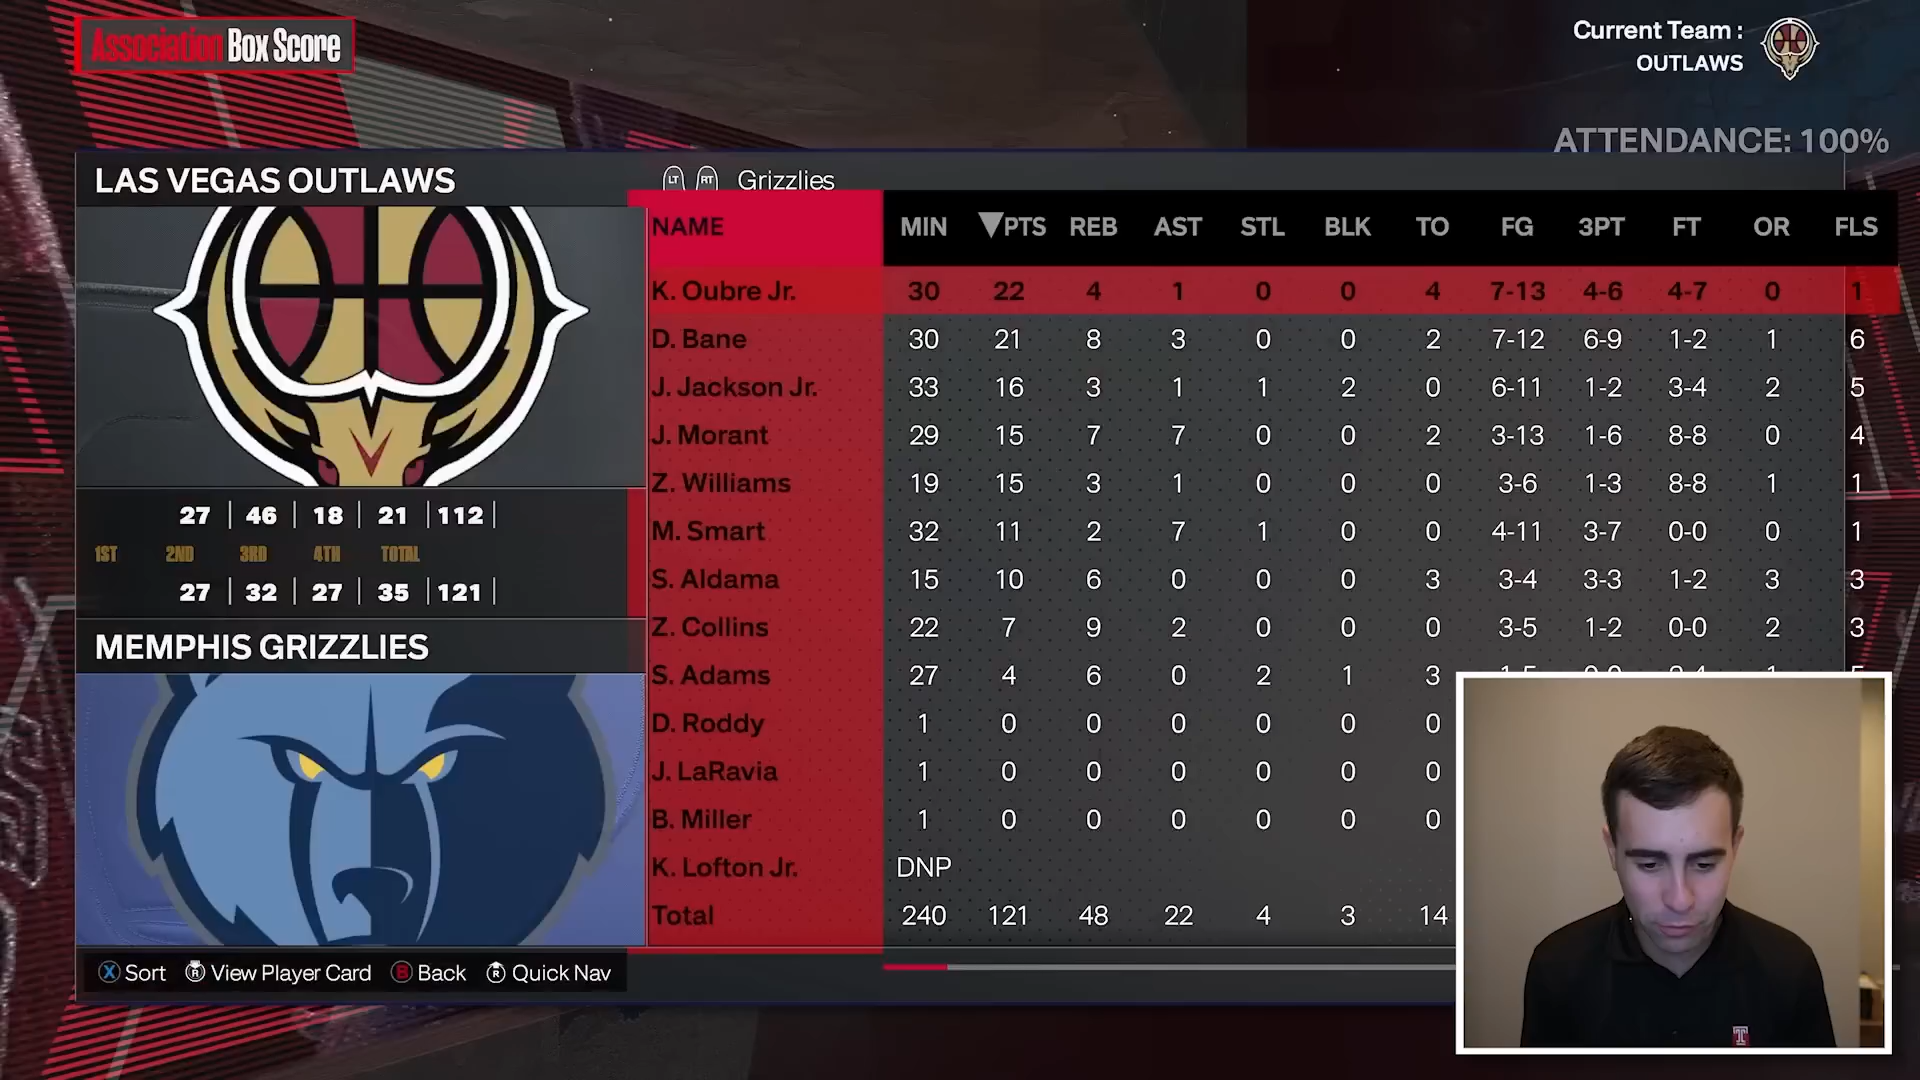 Association Box Score
Current Team :
OUTLAWS
ATTENDANCE: 100%
LAS VEGAS OUTLAWS
LT RT Grizzlies
NAME MIN PTS REB AST STL BLK TO FG 3PT FT OR FLS
K. Oubre Jr. 30 22 4 1 0 0 4 7-13 4-6 4-7 0 1
D. Bane 30 21 8 3 0 0 2 7-12 6-9 1-2 1 6
J. Jackson Jr. 33 16 3 1 1 2 0 6-11 1-2 3-4 2 5
J. Morant 29 15 7 7 0 0 2 3-13 1-6 8-8 0 4
Z. Williams 19 15 3 1 0 0 0 3-6 1-3 8-8 1 1
M. Smart 32 11 2 7 1 0 0 4-11 3-7 0-0 0 1
S. Aldama 15 10 6 0 0 0 3 3-4 3-3 1-2 3 3
Z. Collins 22 7 9 2 0 0 0 3-5 1-2 0-0 2 3
S. Adams 27 4 6 0 2 1 3
D. Roddy 1 0 0 0 0 0 0
J. LaRavia 1 0 0 0 0 0 0
B. Miller 1 0 0 0 0 0 0
K. Lofton Jr. DNP
Total 240 121 48 22 4 3 14
27 | 46 | 18 | 21 | 112 |
1ST 2ND 3RD 4TH TOTAL
27 | 32 | 27 | 35 | 121 |
MEMPHIS GRIZZLIES
X Sort R View Player Card B Back R Quick Nav